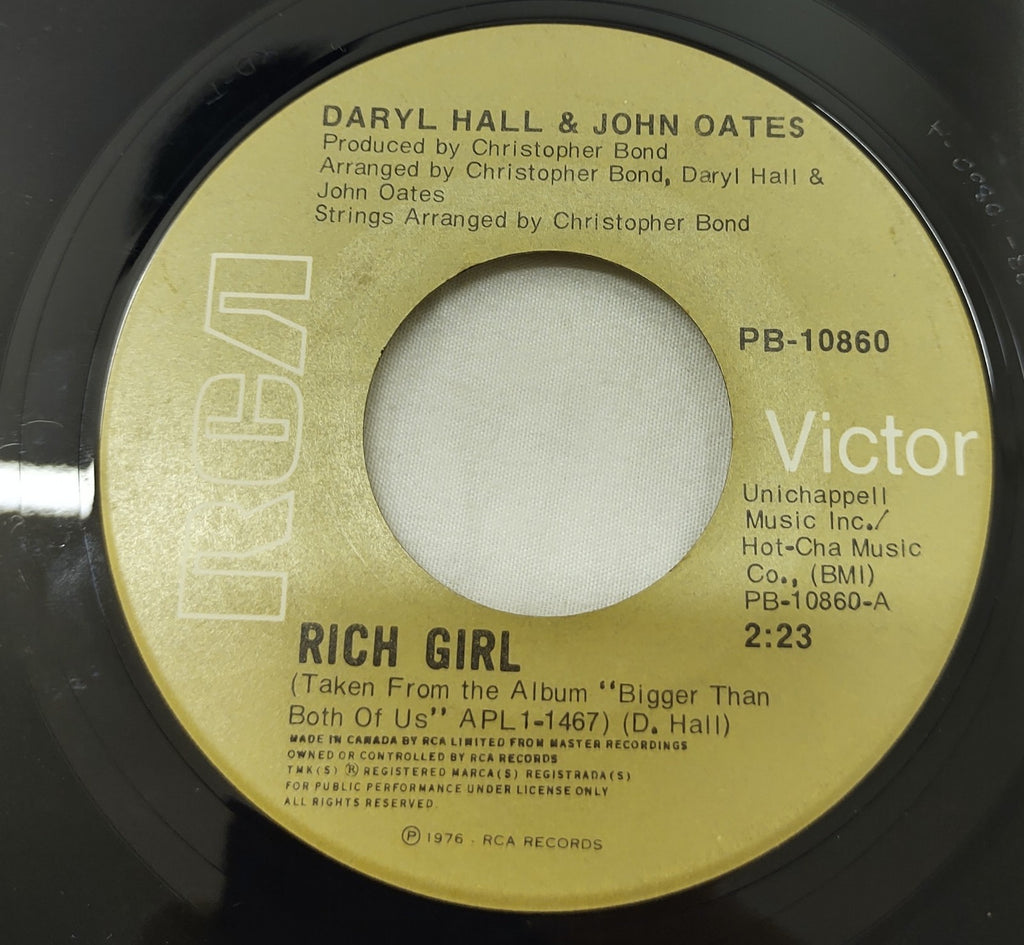 DARYL HALL & JOHN OATES
Produced by Christopher Bond
Arranged by Christopher Bond, Daryl Hall &
John Oates
Strings Arranged by Christopher Bond
RCA
PB-10860
Victor
Unichappell
Music Inc./
Hot-Cha Music
Co., (BMI)
PB-10860-A
2:23
RICH GIRL
(Taken From the Album “Bigger Than
Both Of Us” APL1-1467) (D. Hall)
MADE IN CANADA BY RCA LIMITED FROM MASTER RECORDINGS
OWNED OR CONTROLLED BY RCA RECORDS
TMK(S) ® REGISTERED MARCA(S) REGISTRADA(S)
FOR PUBLIC PERFORMANCE UNDER LICENSE ONLY
ALL RIGHTS RESERVED
℗ 1976 . RCA RECORDS